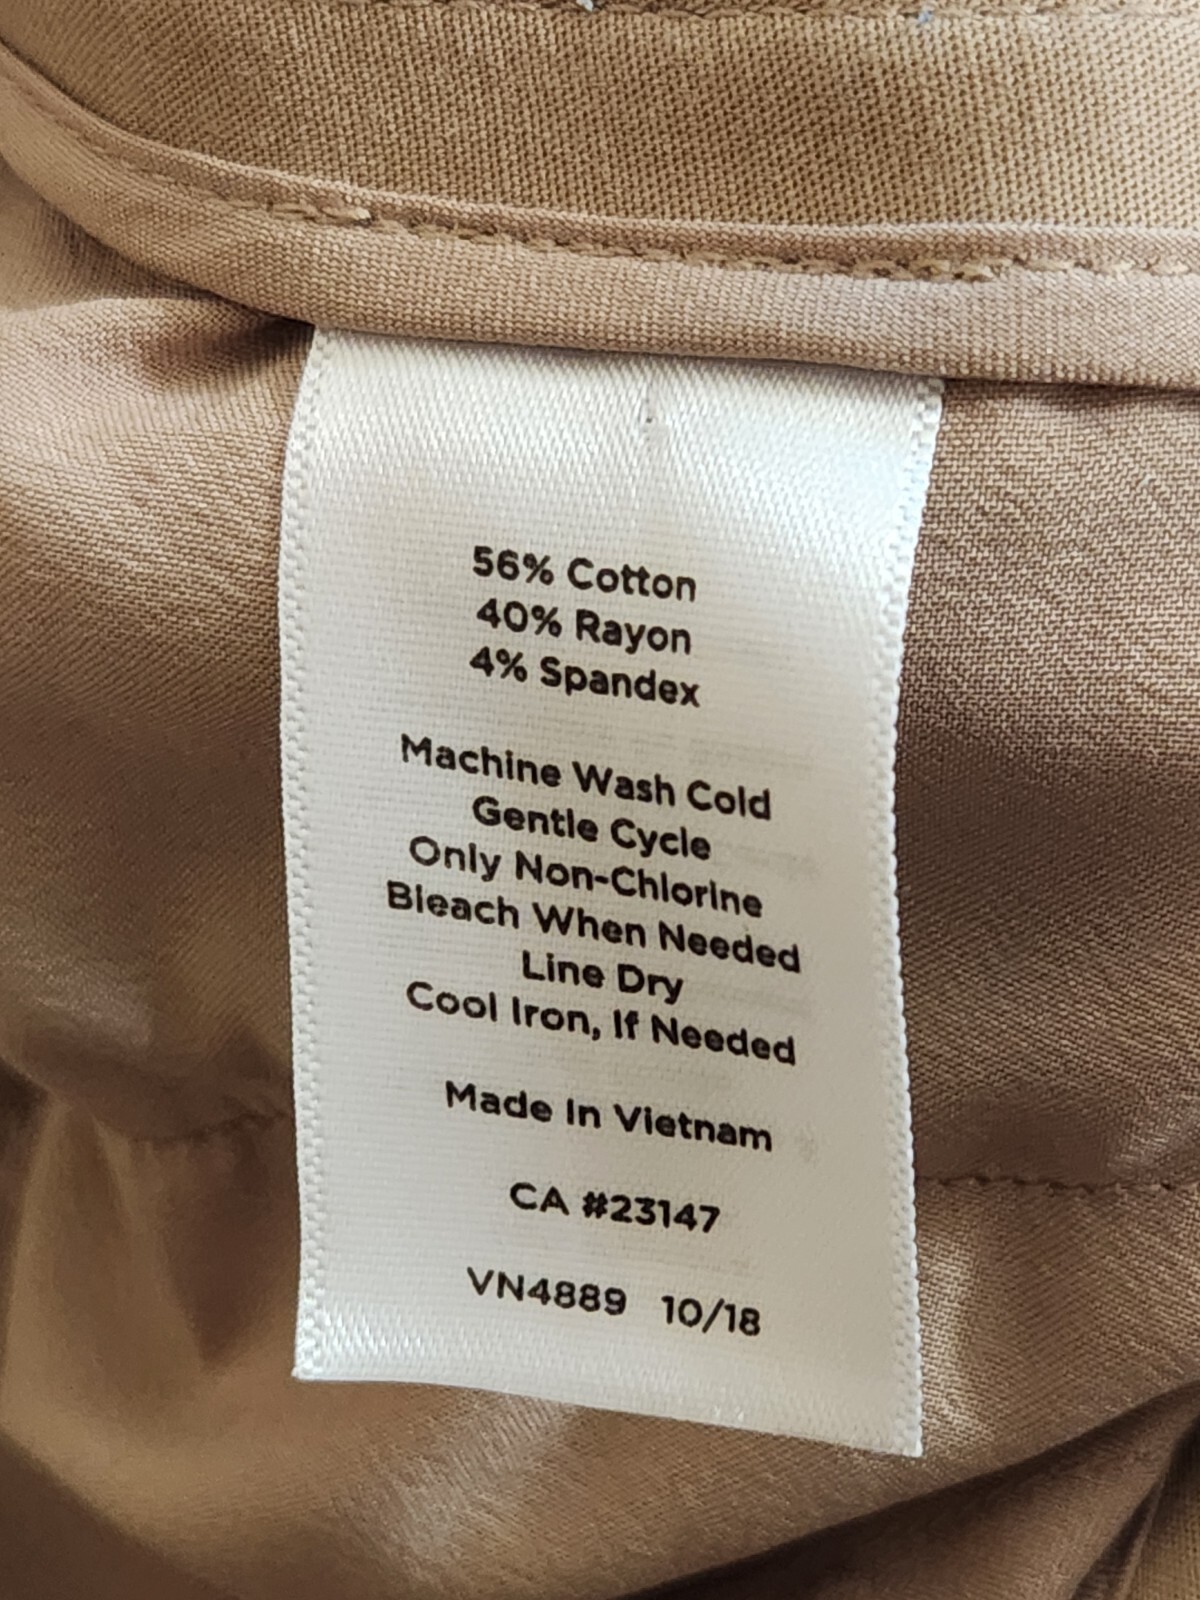 56% Cotton
40% Rayon
4% Spandex
Machine Wash Cold
Gentle Cycle
Only Non-Chlorine
Bleach When Needed
Line Dry
Cool Iron, If Needed
Made In Vietnam
CA #23147
VN4889 10/18